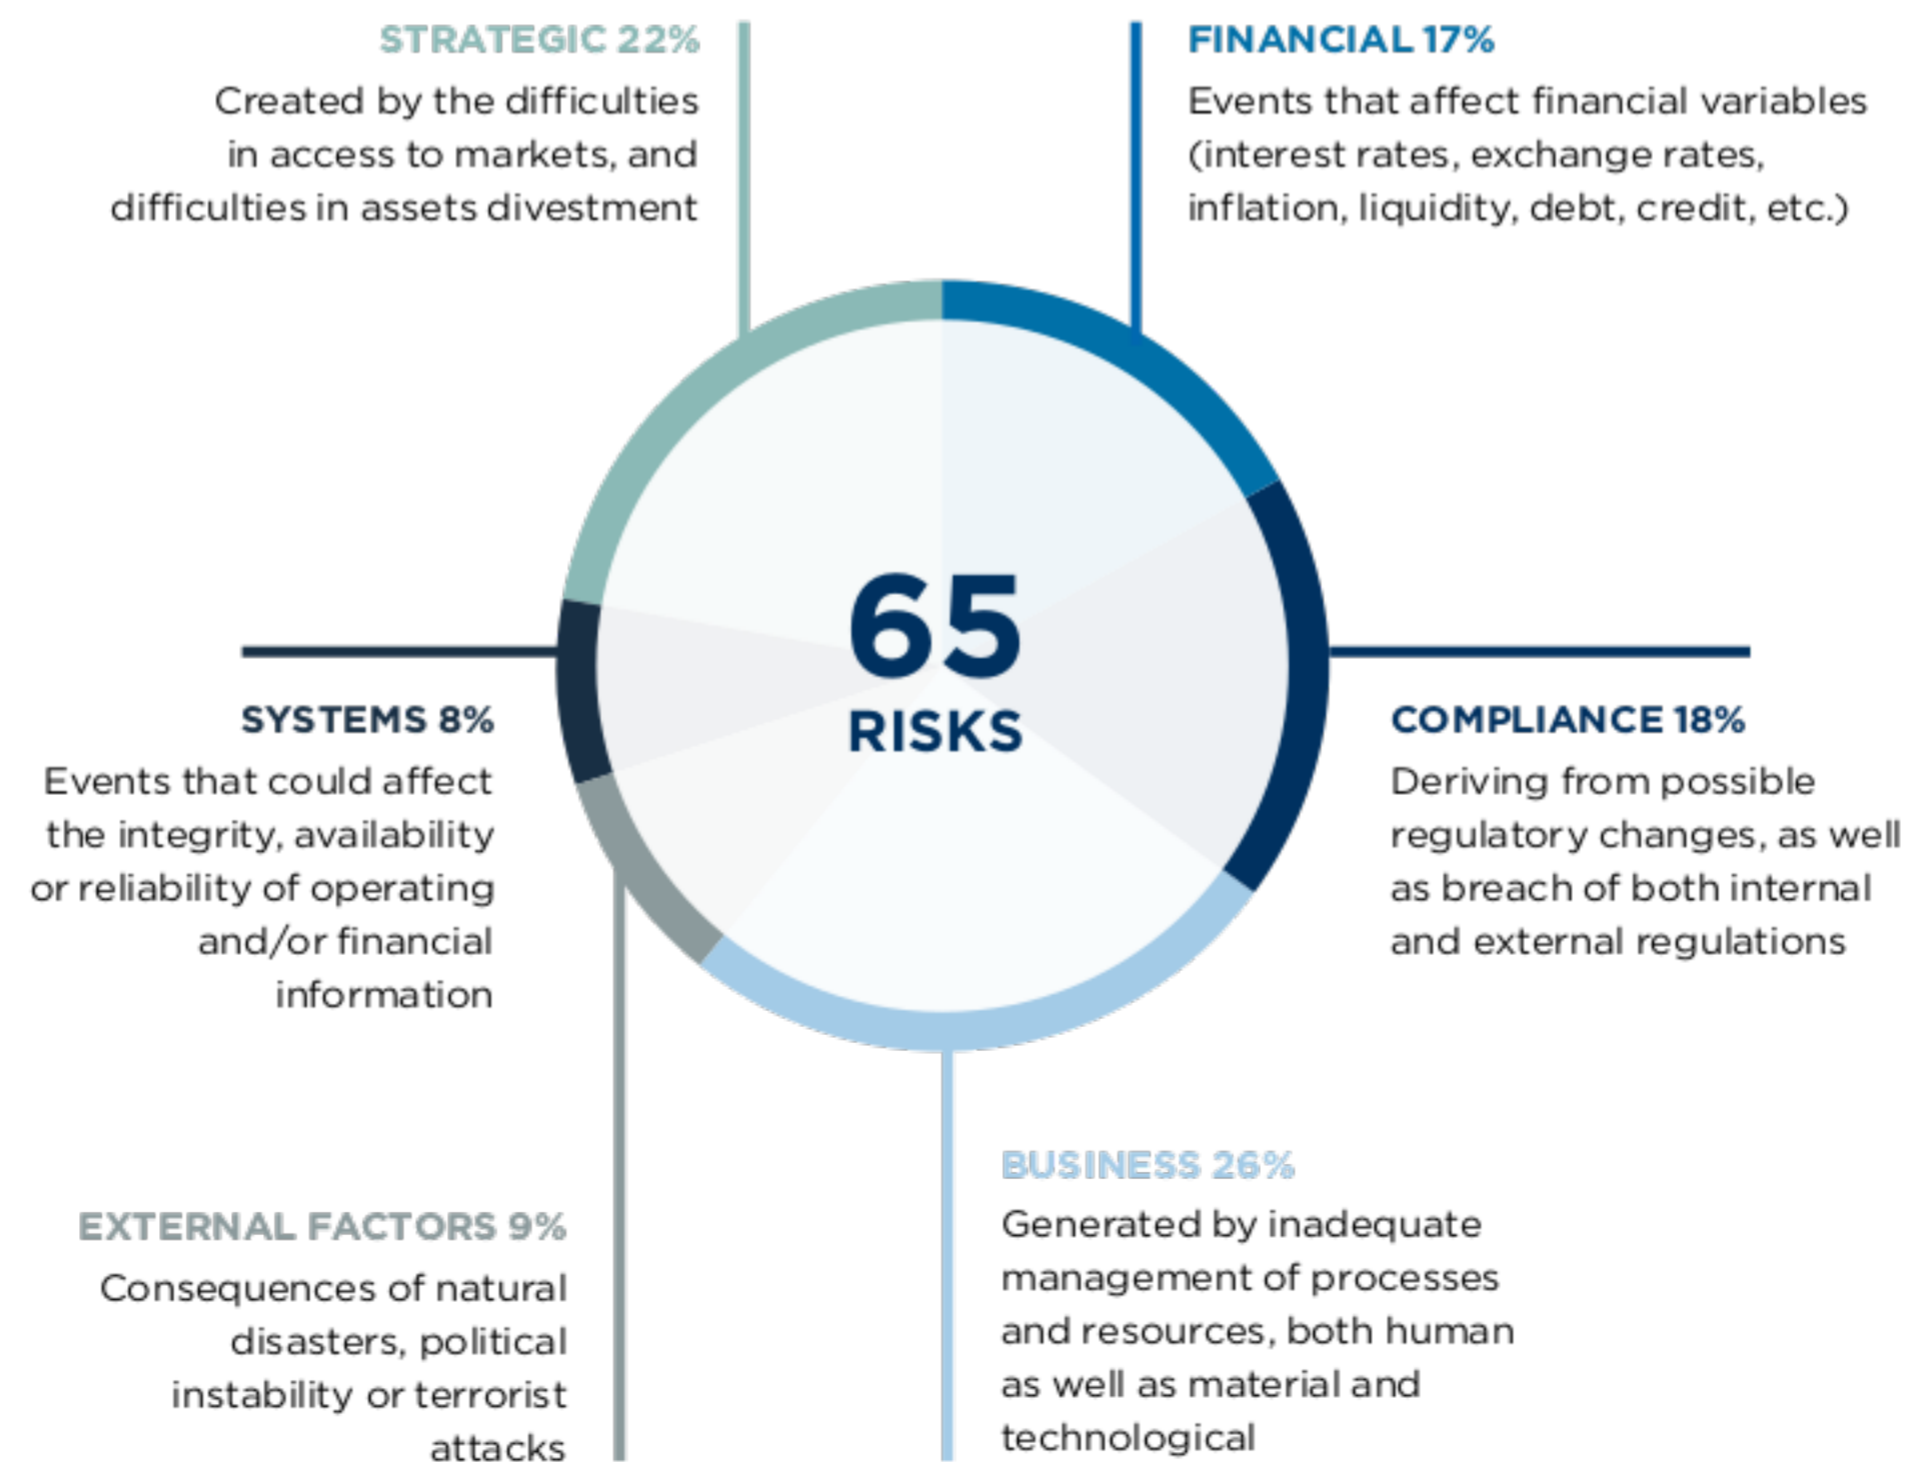 STRATEGIC 22%
Created by the difficulties
in access to markets, and
difficulties in assets divestment
FINANCIAL 17%
Events that affect financial variables
(interest rates, exchange rates,
inflation, liquidity, debt, credit, etc.)
65
RISKS
SYSTEMS 8%
Events that could affect
the integrity, availability
or reliability of operating
and/or financial
information
COMPLIANCE 18%
Deriving from possible
regulatory changes, as well
as breach of both internal
and external regulations
EXTERNAL FACTORS 9%
Consequences of natural
disasters, political
instability or terrorist
attacks
BUSINESS 26%
Generated by inadequate
management of processes
and resources, both human
as well as material and
technological